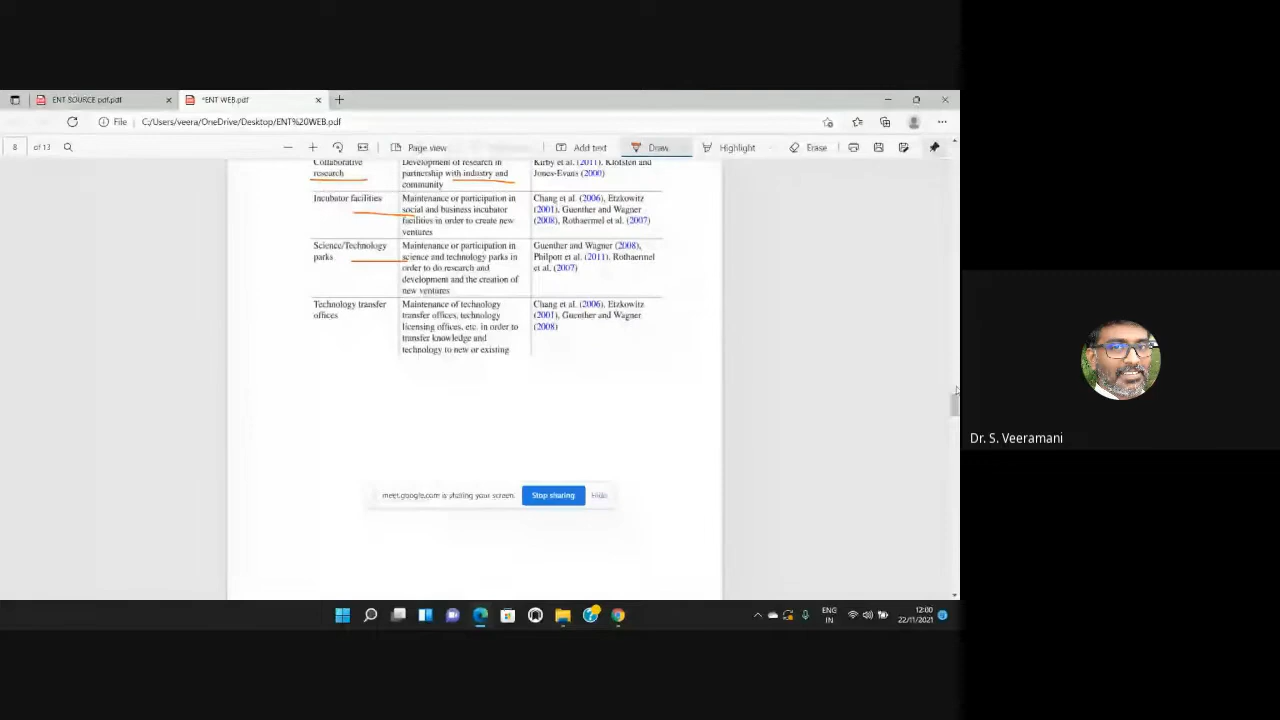 ENT SOURCE pdf.pdf
*ENT WEB.pdf
File
C:/Users/veera/OneDrive/Desktop/ENT%20WEB.pdf
8 of 13
Page view
Add text
Draw
Highlight
Erase
Collaborative research
Development of research in
partnership with industry and
community
Kirby et al. (2011), Klofsten and
Jones-Evans (2000)
Incubator facilities
Maintenance or participation in
social and business incubator
facilities in order to create new
ventures
Chang et al. (2006), Etzkowitz
(2001), Guenther and Wagner
(2008), Rothaermel et al. (2007)
Science/Technology
parks
Maintenance or participation in
science and technology parks in
order to do research and
development and the creation of
new ventures
Guenther and Wagner (2008),
Philpott et al. (2011), Rothaermel
et al. (2007)
Technology transfer
offices
Maintenance of technology
transfer offices, technology
licensing offices, etc. in order to
transfer knowledge and
technology to new or existing
Chang et al. (2006), Etzkowitz
(2001), Guenther and Wagner
(2008)
meet.google.com is sharing your screen.
Stop sharing
Hide
Dr. S. Veeramani
ENG
IN
12:00
22/11/2021